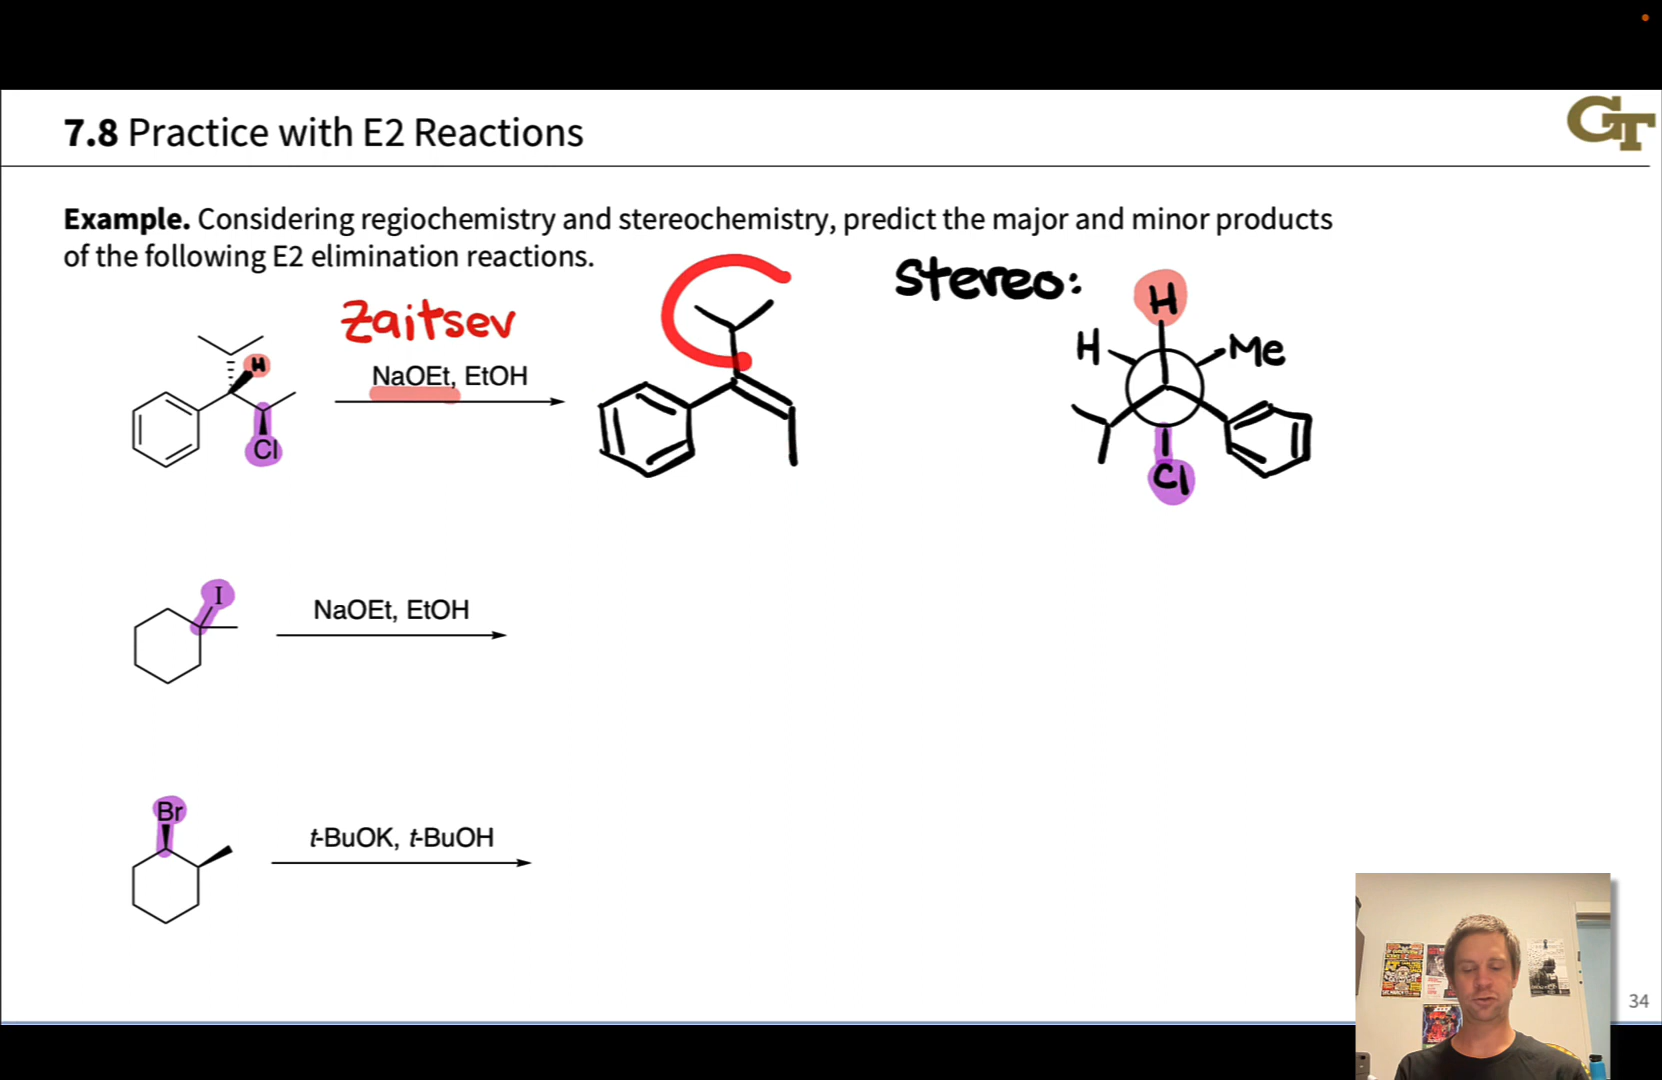 GT
7.8 Practice with E2 Reactions
Example. Considering regiochemistry and stereochemistry, predict the major and minor products
of the following E2 elimination reactions.
Stereo:
Zaitsev
NaOEt, EtOH
H
Cl
H
H
Me
Cl
I
NaOEt, EtOH
Br
t-BuOK, t-BuOH
34